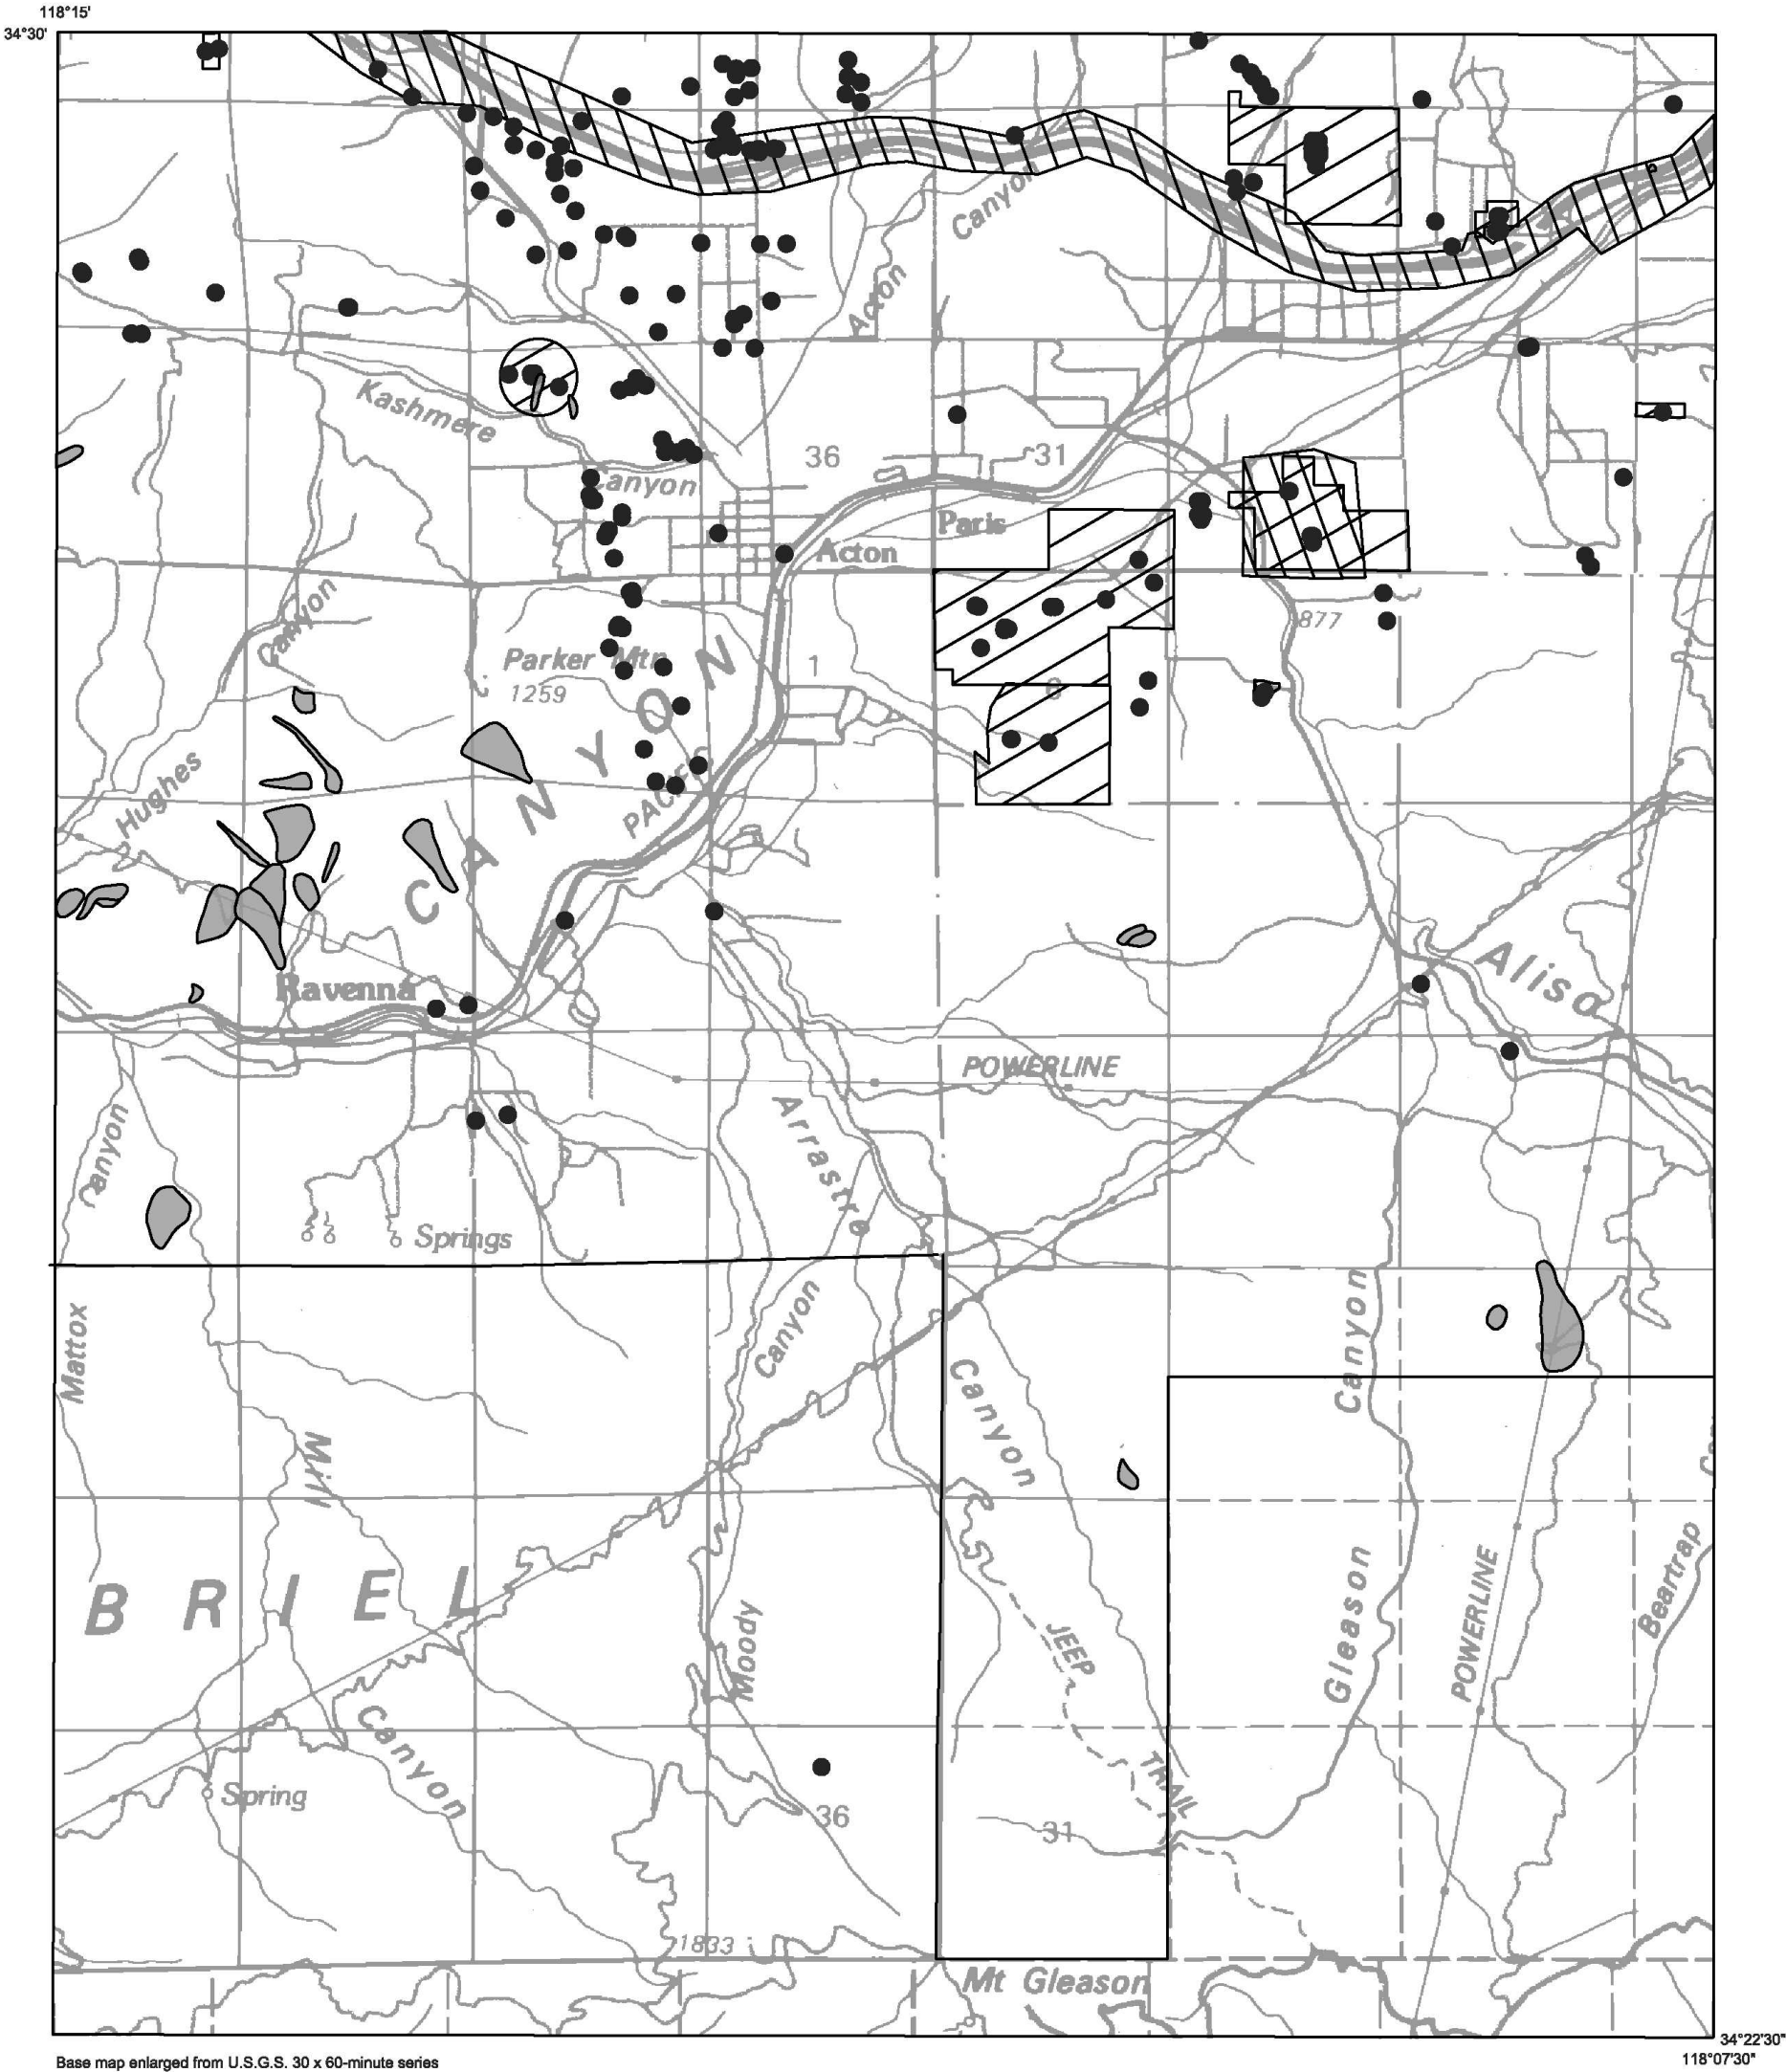 118°15'
34°30'
Canyon
Acton
Kashmere
Canyon
36
31
Paris
Acton
Canyon
877
Parker Mtn
1259
1
6
CANYON
PACIFIC
Hughes
Ravenna
Aliso
POWERLINE
Arrastre
Canyon
Springs
Canyon
Mattox
Canyon
Canyon
Mill
BRIEL
Moody
JEEP
TRAIL
Gleason
POWERLINE
Beartrap
Canyon
Spring
36
31
1833
Mt Gleason
34°22'30"
118°07'30"
Base map enlarged from U.S.G.S. 30 x 60-minute series